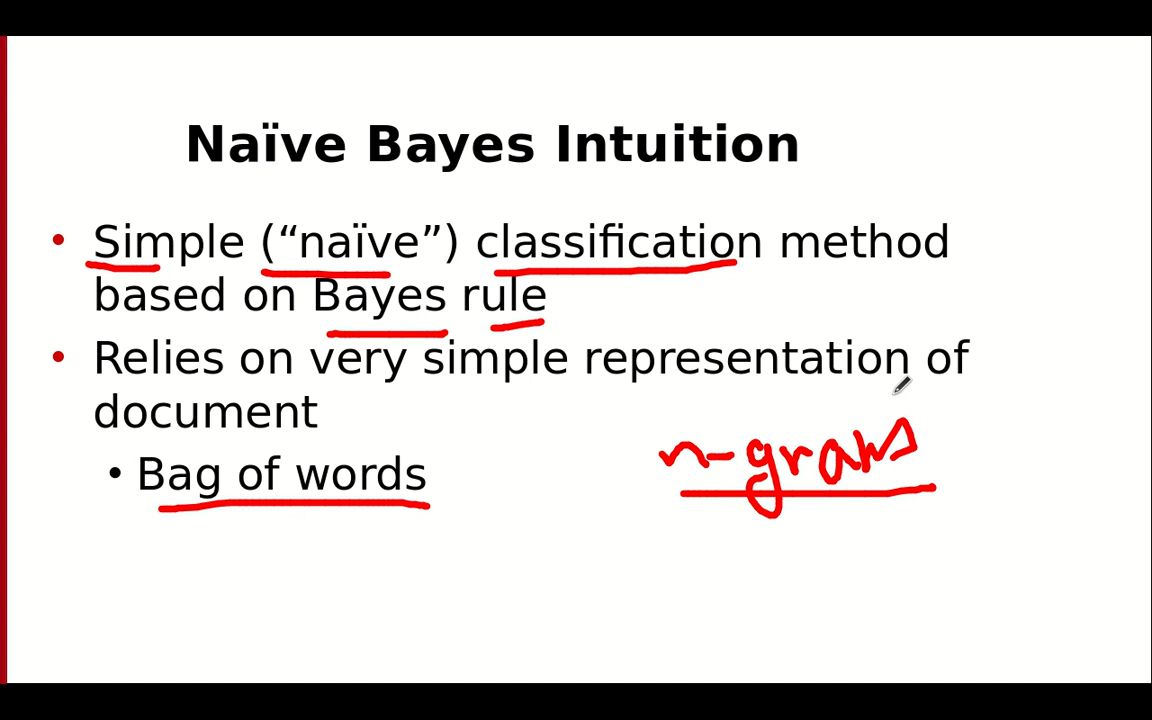 Naïve Bayes Intuition
• Simple (“naïve”) classification method
based on Bayes rule
• Relies on very simple representation of
document
• Bag of words
n-grams